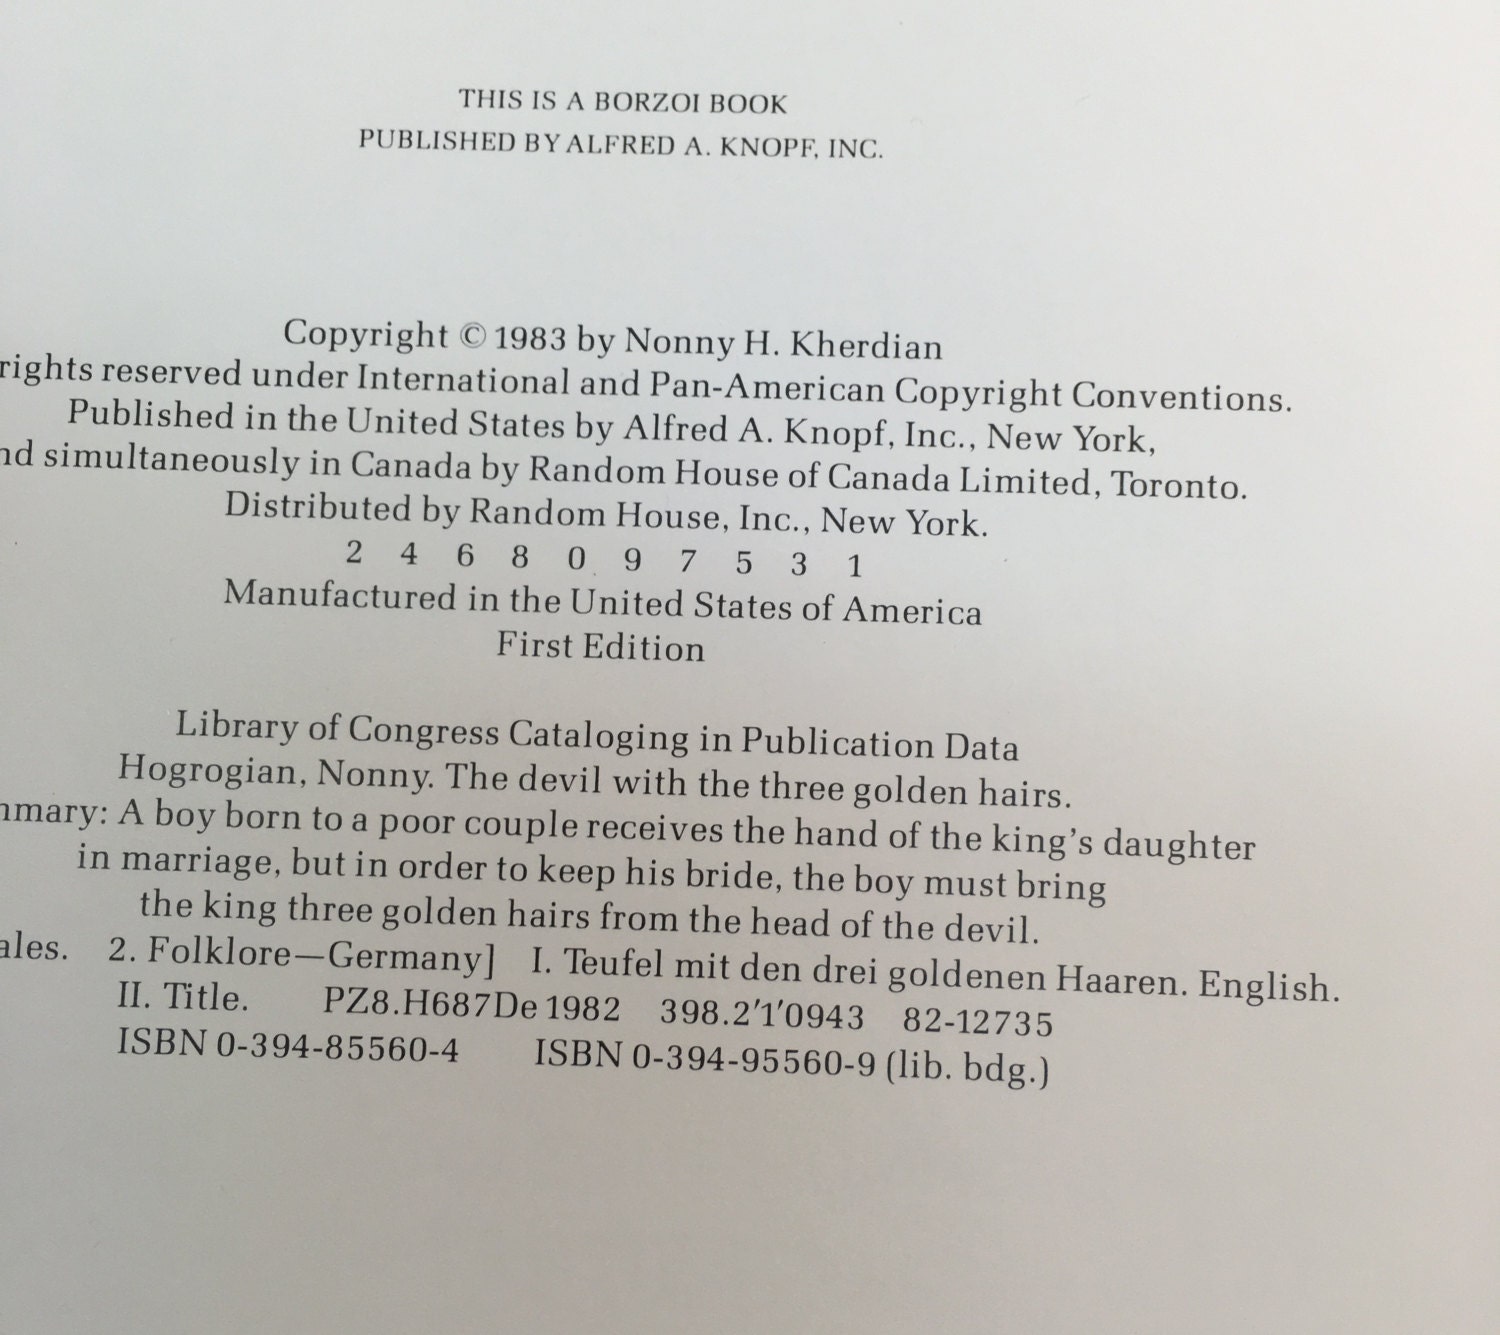 THIS IS A BORZOI BOOK
PUBLISHED BY ALFRED A. KNOPF, INC.
Copyright © 1983 by Nonny H. Kherdian
rights reserved under International and Pan-American Copyright Conventions.
Published in the United States by Alfred A. Knopf, Inc., New York,
nd simultaneously in Canada by Random House of Canada Limited, Toronto.
Distributed by Random House, Inc., New York.
2 4 6 8 0 9 7 5 3 1
Manufactured in the United States of America
First Edition
Library of Congress Cataloging in Publication Data
Hogrogian, Nonny. The devil with the three golden hairs.
mmary: A boy born to a poor couple receives the hand of the king's daughter
in marriage, but in order to keep his bride, the boy must bring
the king three golden hairs from the head of the devil.
ales. 2. Folklore—Germany] I. Teufel mit den drei goldenen Haaren. English.
II. Title. PZ8.H687De 1982 398.2'1'0943 82-12735
ISBN 0-394-85560-4 ISBN 0-394-95560-9 (lib. bdg.)